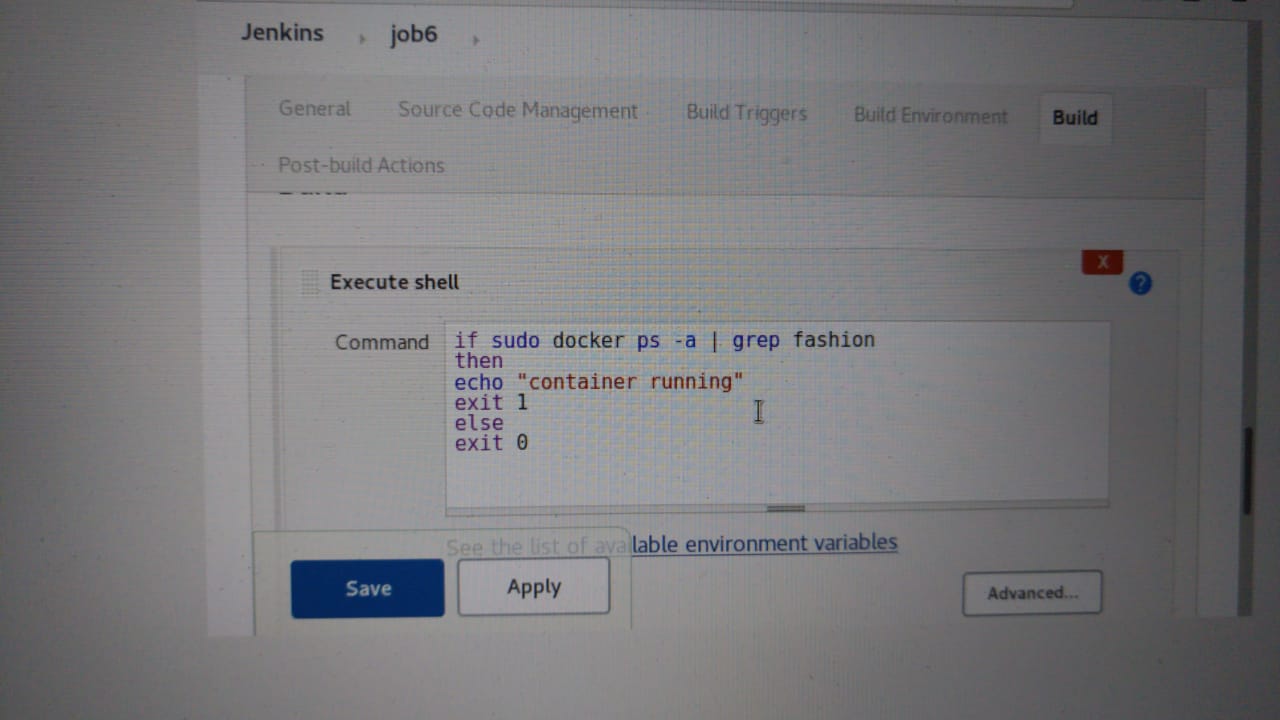 Jenkins job6
General Source Code Management Build Triggers Build Environment Build
Post-build Actions
Execute shell
X
?
Command
if sudo docker ps -a | grep fashion
then
echo "container running"
exit 1
else
exit 0
See the list of available environment variables
Save Apply
Advanced...